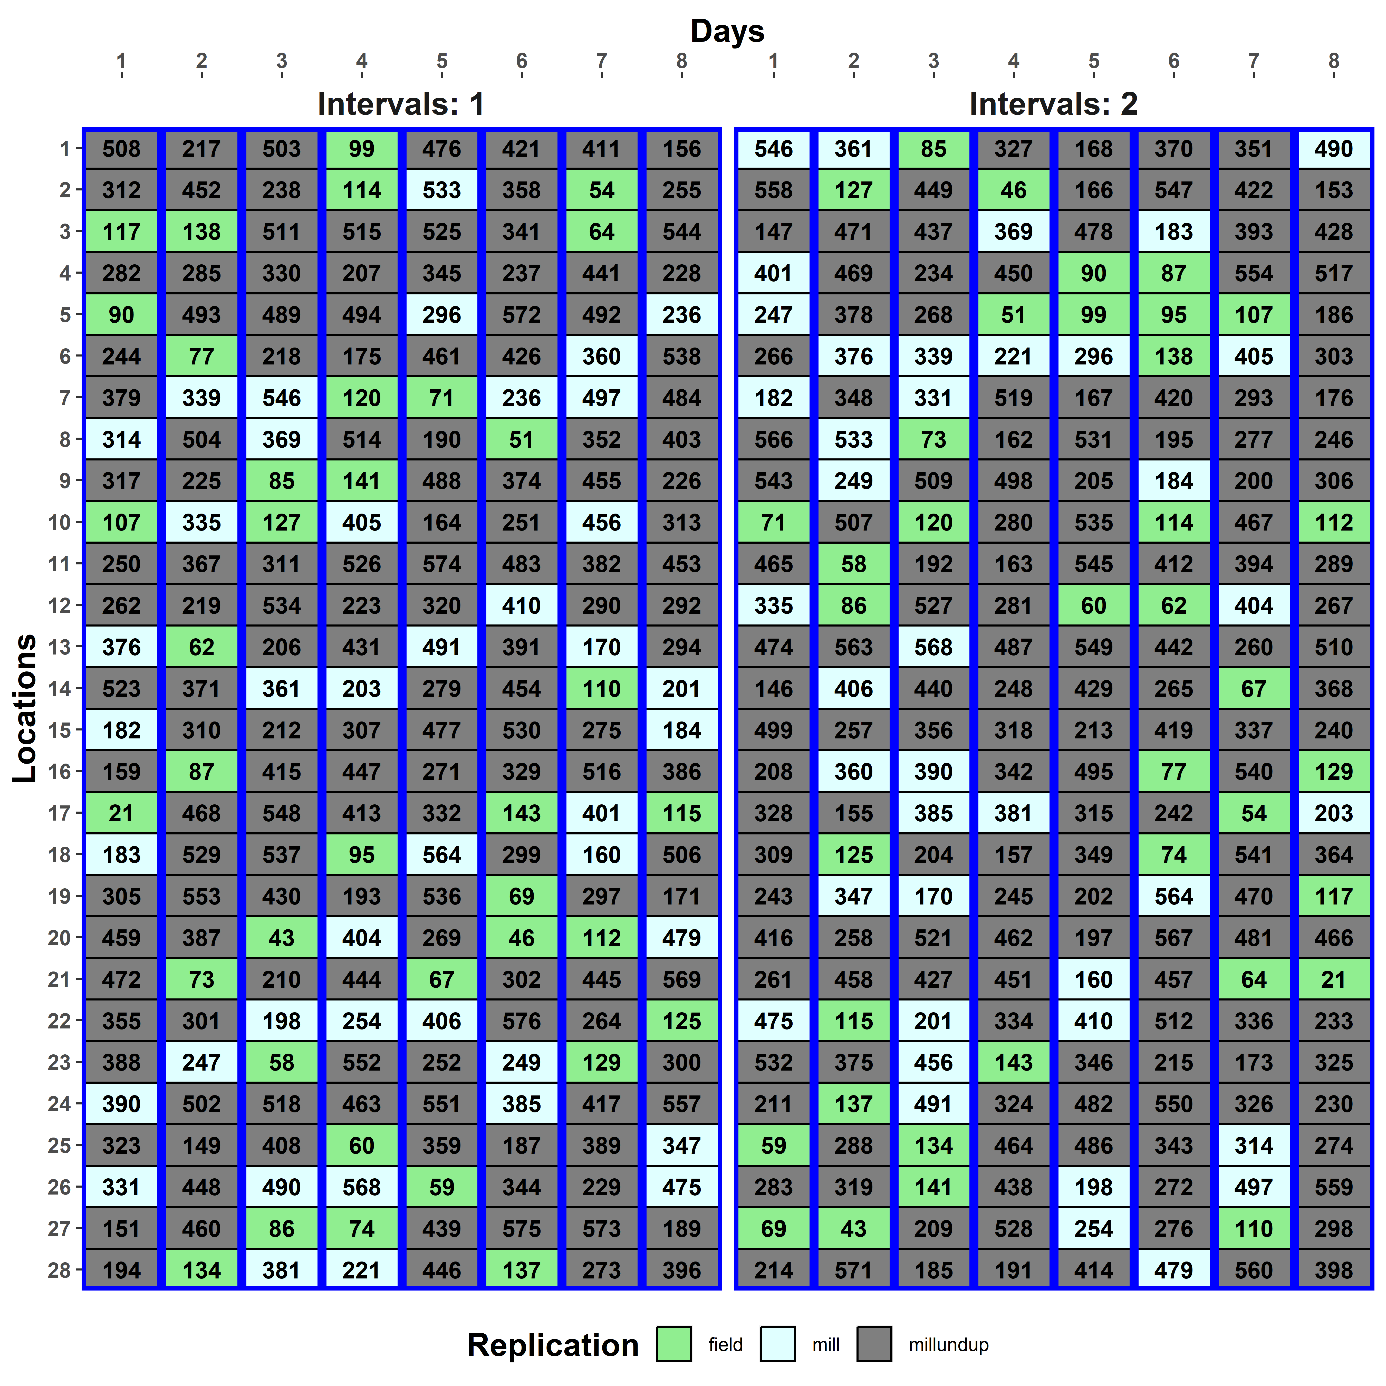 Days
1 2 3 4 5 6 7 8 1 2 3 4 5 6 7 8
Intervals: 1 Intervals: 2
1 508 217 503 99 476 421 411 156 546 361 85 327 168 370 351 490
2 312 452 238 114 533 358 54 255 558 127 449 46 166 547 422 153
3 117 138 511 515 525 341 64 544 147 471 437 369 478 183 393 428
4 282 285 330 207 345 237 441 228 401 469 234 450 90 87 554 517
5 90 493 489 494 296 572 492 236 247 378 268 51 99 95 107 186
6 244 77 218 175 461 426 360 538 266 376 339 221 296 138 405 303
7 379 339 546 120 71 236 497 484 182 348 331 519 167 420 293 176
8 314 504 369 514 190 51 352 403 566 533 73 162 531 195 277 246
9 317 225 85 141 488 374 455 226 543 249 509 498 205 184 200 306
10 107 335 127 405 164 251 456 313 71 507 120 280 535 114 467 112
11 250 367 311 526 574 483 382 453 465 58 192 163 545 412 394 289
12 262 219 534 223 320 410 290 292 335 86 527 281 60 62 404 267
13 376 62 206 431 491 391 170 294 474 563 568 487 549 442 260 510
14 523 371 361 203 279 454 110 201 146 406 440 248 429 265 67 368
15 182 310 212 307 477 530 275 184 499 257 356 318 213 419 337 240
16 159 87 415 447 271 329 516 386 208 360 390 342 495 77 540 129
17 21 468 548 413 332 143 401 115 328 155 385 381 315 242 54 203
18 183 529 537 95 564 299 160 506 309 125 204 157 349 74 541 364
19 305 553 430 193 536 69 297 171 243 347 170 245 202 564 470 117
20 459 387 43 404 269 46 112 479 416 258 521 462 197 567 481 466
21 472 73 210 444 67 302 445 569 261 458 427 451 160 457 64 21
22 355 301 198 254 406 576 264 125 475 115 201 334 410 512 336 233
23 388 247 58 552 252 249 129 300 532 375 456 143 346 215 173 325
24 390 502 518 463 551 385 417 557 211 137 491 324 482 550 326 230
25 323 149 408 60 359 187 389 347 59 288 134 464 486 343 314 274
26 331 448 490 568 59 344 229 475 283 319 141 438 198 272 497 559
27 151 460 86 74 439 575 573 189 69 43 209 528 254 276 110 298
28 194 134 381 221 446 137 273 396 214 571 185 191 414 479 560 398
Locations
Replication field mill millundup